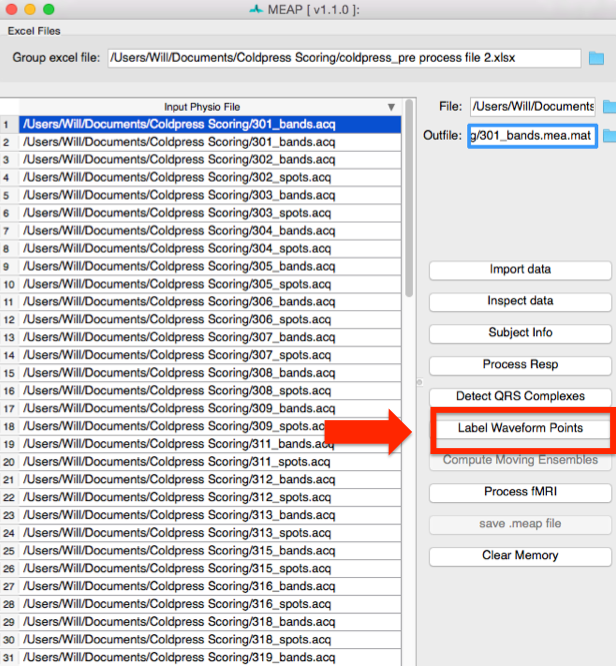 MEAP [ v1.1.0 ]:
Excel Files
Group excel file: /Users/Will/Documents/Coldpress Scoring/coldpress_pre process file 2.xlsx
Input Physio File
1 /Users/Will/Documents/Coldpress Scoring/301_bands.acq
2 /Users/Will/Documents/Coldpress Scoring/301_bands.acq
3 /Users/Will/Documents/Coldpress Scoring/302_bands.acq
4 /Users/Will/Documents/Coldpress Scoring/302_spots.acq
5 /Users/Will/Documents/Coldpress Scoring/303_bands.acq
6 /Users/Will/Documents/Coldpress Scoring/303_spots.acq
7 /Users/Will/Documents/Coldpress Scoring/304_bands.acq
8 /Users/Will/Documents/Coldpress Scoring/304_spots.acq
9 /Users/Will/Documents/Coldpress Scoring/305_bands.acq
10 /Users/Will/Documents/Coldpress Scoring/305_spots.acq
11 /Users/Will/Documents/Coldpress Scoring/306_bands.acq
12 /Users/Will/Documents/Coldpress Scoring/306_spots.acq
13 /Users/Will/Documents/Coldpress Scoring/307_bands.acq
14 /Users/Will/Documents/Coldpress Scoring/307_spots.acq
15 /Users/Will/Documents/Coldpress Scoring/308_bands.acq
16 /Users/Will/Documents/Coldpress Scoring/308_spots.acq
17 /Users/Will/Documents/Coldpress Scoring/309_bands.acq
18 /Users/Will/Documents/Coldpress Scoring/309_spots.acq
19 /Users/Will/Documents/Coldpress Scoring/311_bands.acq
20 /Users/Will/Documents/Coldpress Scoring/311_spots.acq
21 /Users/Will/Documents/Coldpress Scoring/312_bands.acq
22 /Users/Will/Documents/Coldpress Scoring/312_spots.acq
23 /Users/Will/Documents/Coldpress Scoring/313_bands.acq
24 /Users/Will/Documents/Coldpress Scoring/313_spots.acq
25 /Users/Will/Documents/Coldpress Scoring/315_bands.acq
26 /Users/Will/Documents/Coldpress Scoring/315_spots.acq
27 /Users/Will/Documents/Coldpress Scoring/316_bands.acq
28 /Users/Will/Documents/Coldpress Scoring/316_spots.acq
29 /Users/Will/Documents/Coldpress Scoring/318_bands.acq
30 /Users/Will/Documents/Coldpress Scoring/318_spots.acq
31 /Users/Will/Documents/Coldpress Scoring/319_bands.acq
File: /Users/Will/Documents
Outfile: g/301_bands.mea.mat
Import data
Inspect data
Subject Info
Process Resp
Detect QRS Complexes
Label Waveform Points
Compute Moving Ensembles
Process fMRI
save .meap file
Clear Memory